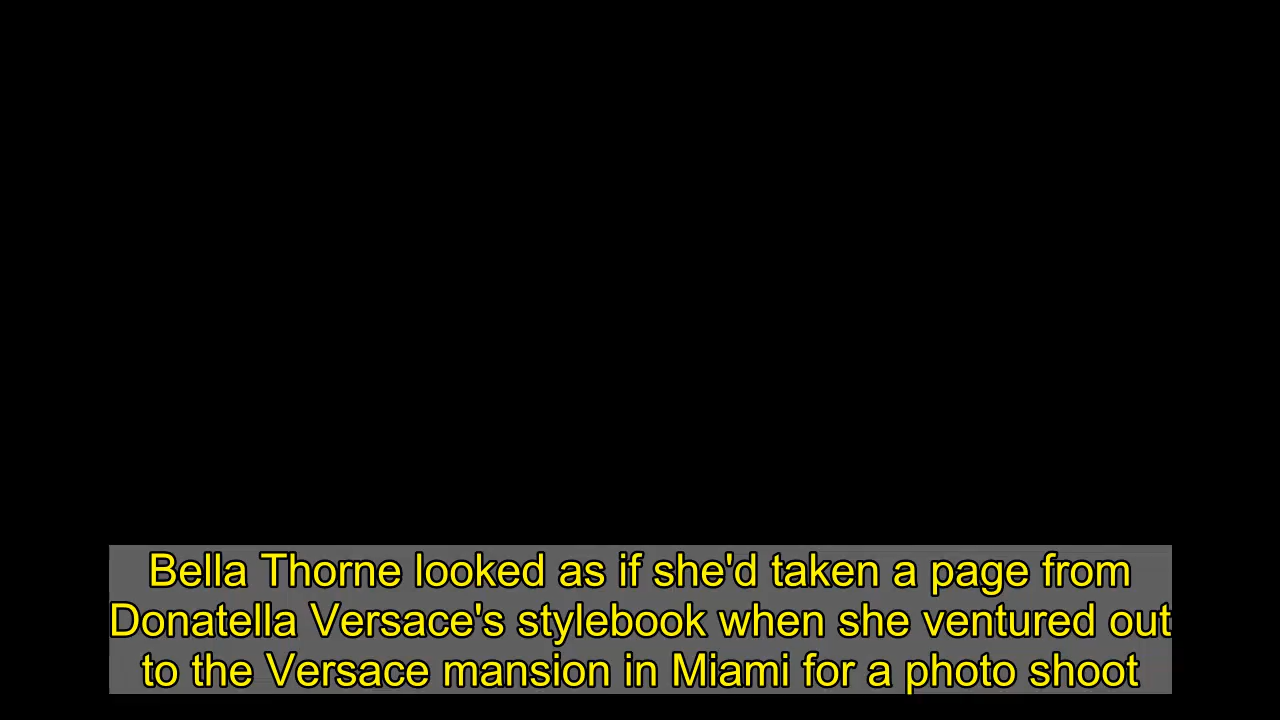 Bella Thorne looked as if she'd taken a page from
Donatella Versace's stylebook when she ventured out
to the Versace mansion in Miami for a photo shoot